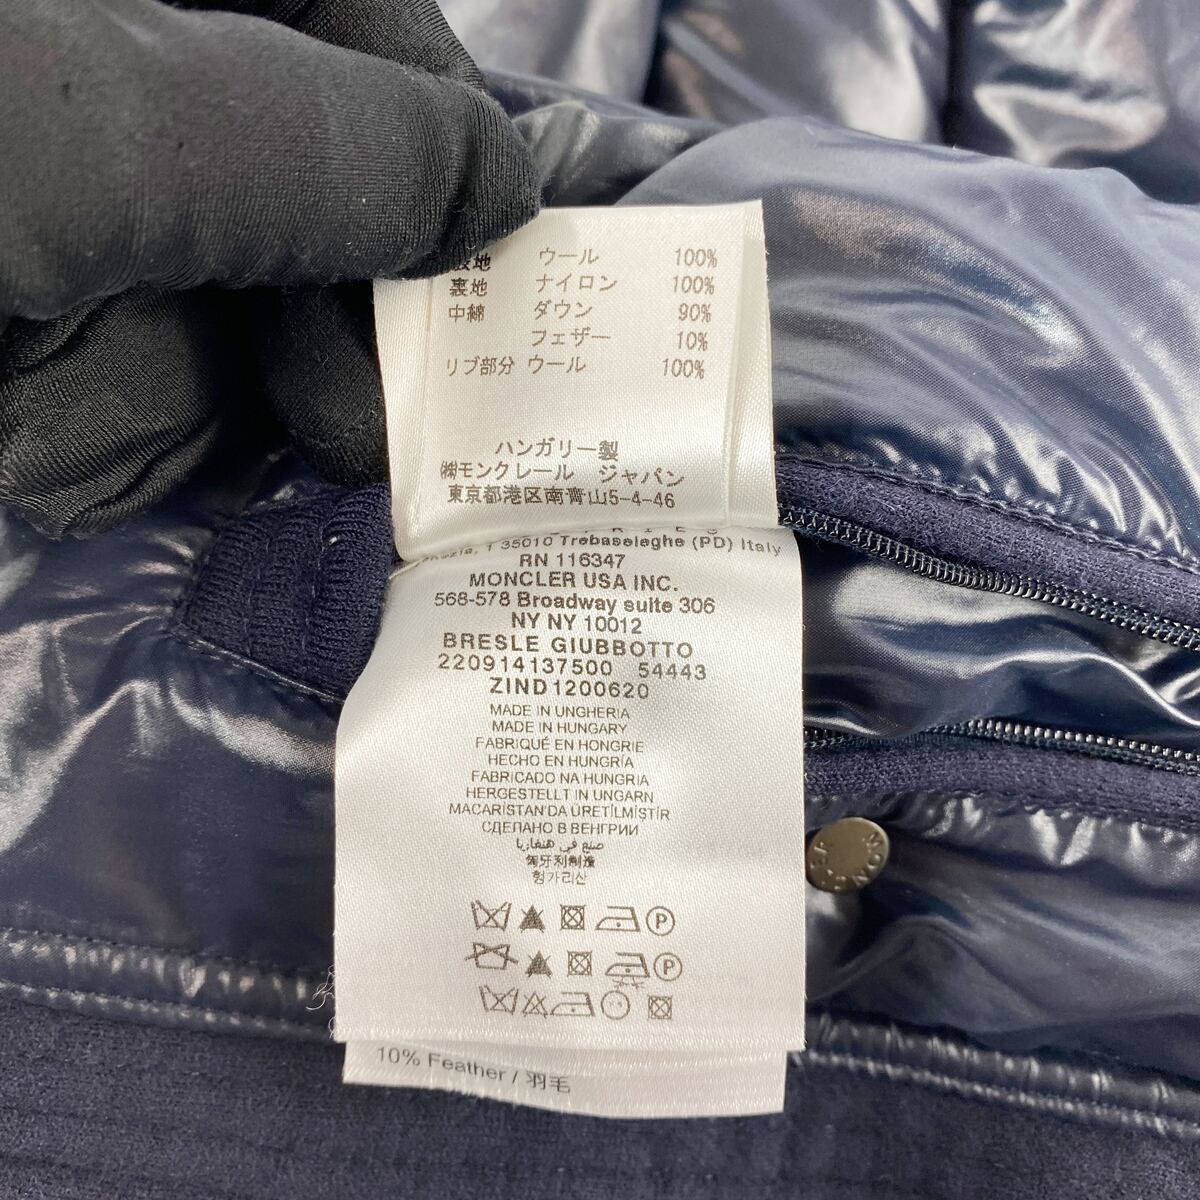 裏地 ウール 100%
裏地 ナイロン 100%
中綿 ダウン 90%
フェザー 10%
リブ部分 ウール 100%
ハンガリー製
㈱モンクレール ジャパン
東京都港区南青山5-4-46
1 35010 Trebaseleghe (PD) Italy
RN 116347
MONCLER USA INC.
568-578 Broadway suite 306
NY NY 10012
BRESLE GIUBBOTTO
220914137500 54443
ZIND1200620
MADE IN UNGHERIA
MADE IN HUNGARY
FABRIQUÉ EN HONGRIE
HECHO EN HUNGRÍA
FABRICADO NA HUNGRIA
HERGESTELLT IN UNGARN
MACARİSTAN'DA ÜRETİLMİŞTİR
СДЕЛАНО В ВЕНГРИИ
صنع في هنغاريا
匈牙利制造
헝가리산
P
P
10% Feather / 羽毛
MONCLER